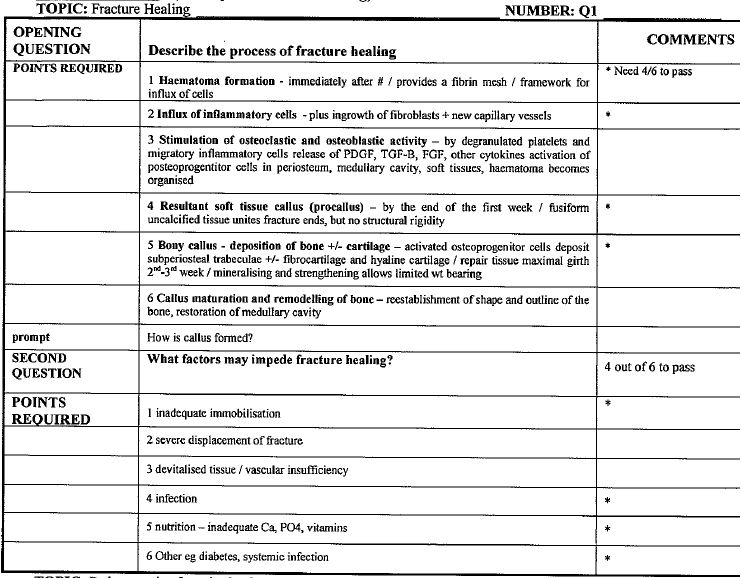 TOPIC: Fracture Healing NUMBER: Q1
OPENING QUESTION
Describe the process of fracture healing
COMMENTS
POINTS REQUIRED
1 Haematoma formation - immediately after # / provides a fibrin mesh / framework for
influx of cells
* Need 4/6 to pass
2 Influx of inflammatory cells - plus ingrowth of fibroblasts + new capillary vessels
*
3 Stimulation of osteoclastic and osteoblastic activity – by degranulated platelets and
migratory inflammatory cells release of PDGF, TGF-B, FGF, other cytokines activation of
posteoprogentitor cells in periosteum, medullary cavity, soft tissues, haematoma becomes
organised
4 Resultant soft tissue callus (procallus) – by the end of the first week / fusiform
uncalcified tissue unites fracture ends, but no structural rigidity
*
5 Bony callus - deposition of bone +/- cartilage – activated osteoprogenitor cells deposit
subperiosteal trabeculae +/- fibrocartilage and hyaline cartilage / repair tissue maximal girth
2nd-3rd week / mineralising and strengthening allows limited wt bearing
*
6 Callus maturation and remodelling of bone – reestablishment of shape and outline of the
bone, restoration of medullary cavity
prompt
How is callus formed?
SECOND QUESTION
What factors may impede fracture healing?
4 out of 6 to pass
POINTS REQUIRED
1 inadequate immobilisation
*
2 severe displacement of fracture
3 devitalised tissue / vascular insufficiency
4 infection
*
5 nutrition – inadequate Ca, PO4, vitamins
*
6 Other eg diabetes, systemic infection
*